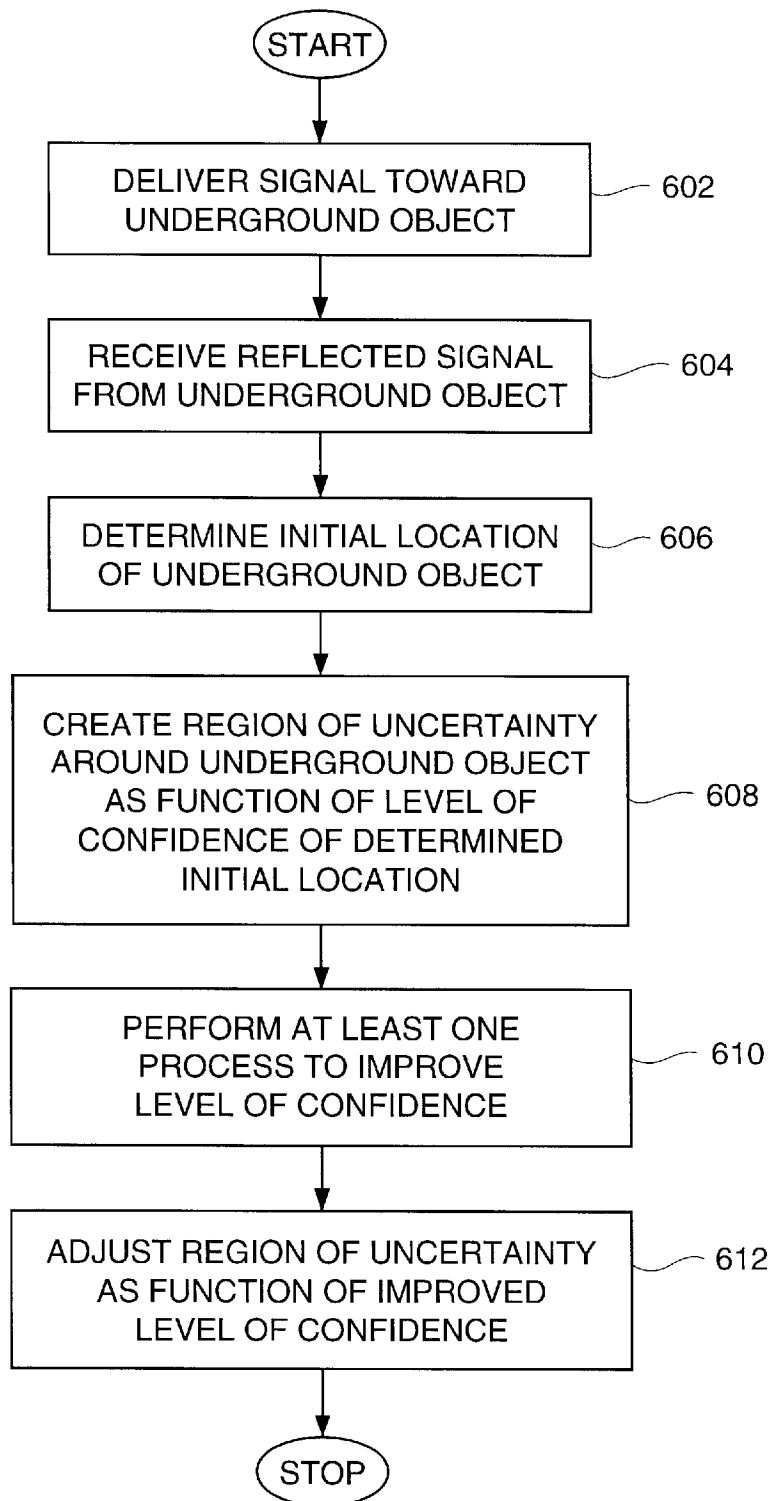 START
DELIVER SIGNAL TOWARD
UNDERGROUND OBJECT
602
RECEIVE REFLECTED SIGNAL
FROM UNDERGROUND OBJECT
604
DETERMINE INITIAL LOCATION
OF UNDERGROUND OBJECT
606
CREATE REGION OF UNCERTAINTY
AROUND UNDERGROUND OBJECT
AS FUNCTION OF LEVEL OF
CONFIDENCE OF DETERMINED
INITIAL LOCATION
608
PERFORM AT LEAST ONE
PROCESS TO IMPROVE
LEVEL OF CONFIDENCE
610
ADJUST REGION OF UNCERTAINTY
AS FUNCTION OF IMPROVED
LEVEL OF CONFIDENCE
612
STOP